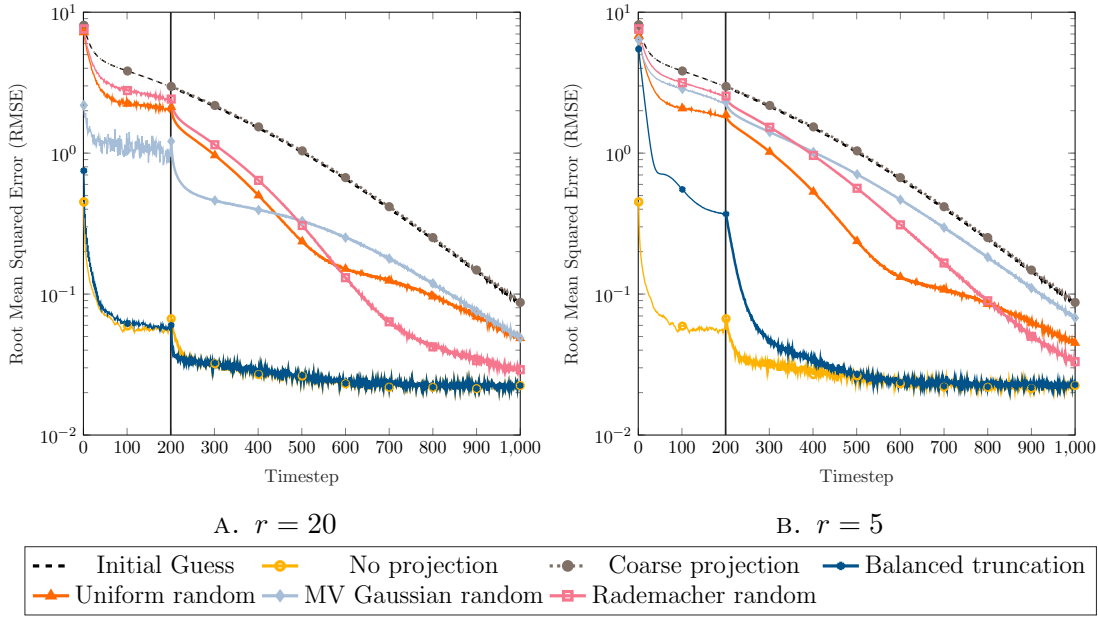 10^1
10^0
10^−1
10^−2
Root Mean Squared Error (RMSE)
0 100 200 300 400 500 600 700 800 900 1,000
Timestep
A. r = 20
10^1
10^0
10^−1
10^−2
Root Mean Squared Error (RMSE)
0 100 200 300 400 500 600 700 800 900 1,000
Timestep
B. r = 5
Initial Guess No projection Coarse projection Balanced truncation
Uniform random MV Gaussian random Rademacher random